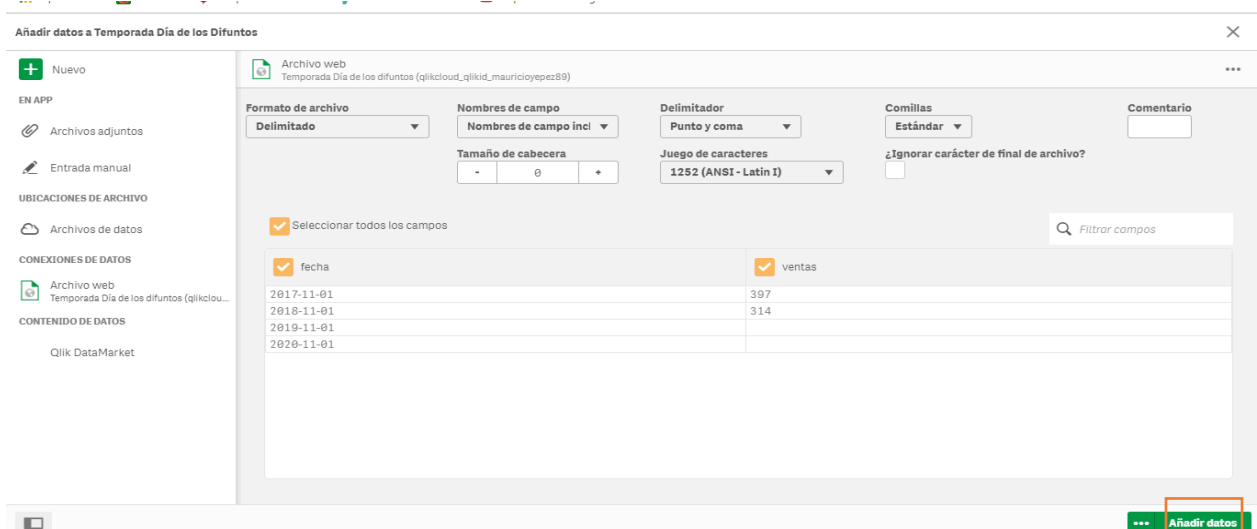 Añadir datos a Temporada Día de los Difuntos
Nuevo
EN APP
Archivos adjuntos
Entrada manual
UBICACIONES DE ARCHIVO
Archivos de datos
CONEXIONES DE DATOS
Archivo web
Temporada Día de los difuntos (qlikclou...
CONTENIDO DE DATOS
Qlik DataMarket
Archivo web
Temporada Día de los difuntos (qlikcloud_qlikid_mauricioyepez89)
Formato de archivo
Delimitado
Nombres de campo
Nombres de campo incl
Delimitador
Punto y coma
Comillas
Estándar
Comentario
Tamaño de cabecera
- 0 +
Juego de caracteres
1252 (ANSI - Latin I)
¿Ignorar carácter de final de archivo?
Seleccionar todos los campos
Filtrar campos
fecha ventas
2017-11-01 397
2018-11-01 314
2019-11-01
2020-11-01
Añadir datos